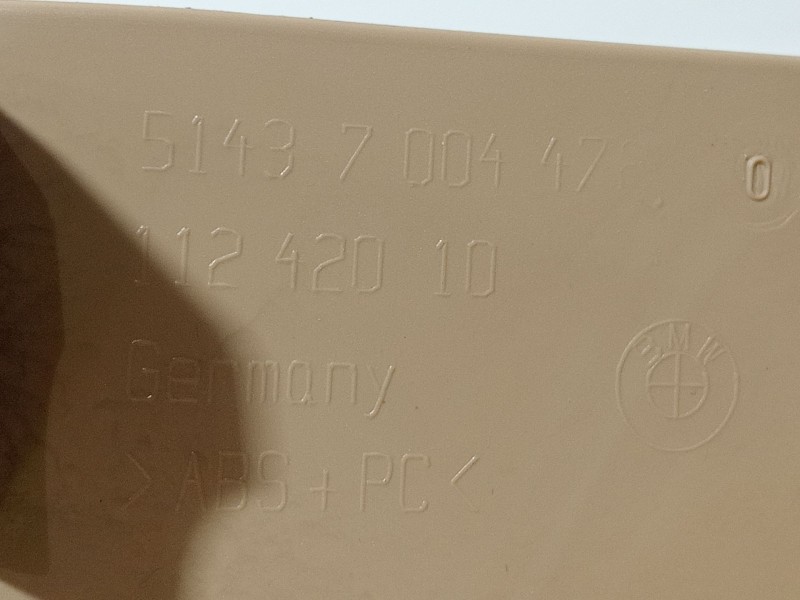 5143 7 004 47
0
112 420 10
Germany
BMW
>ABS+PC<